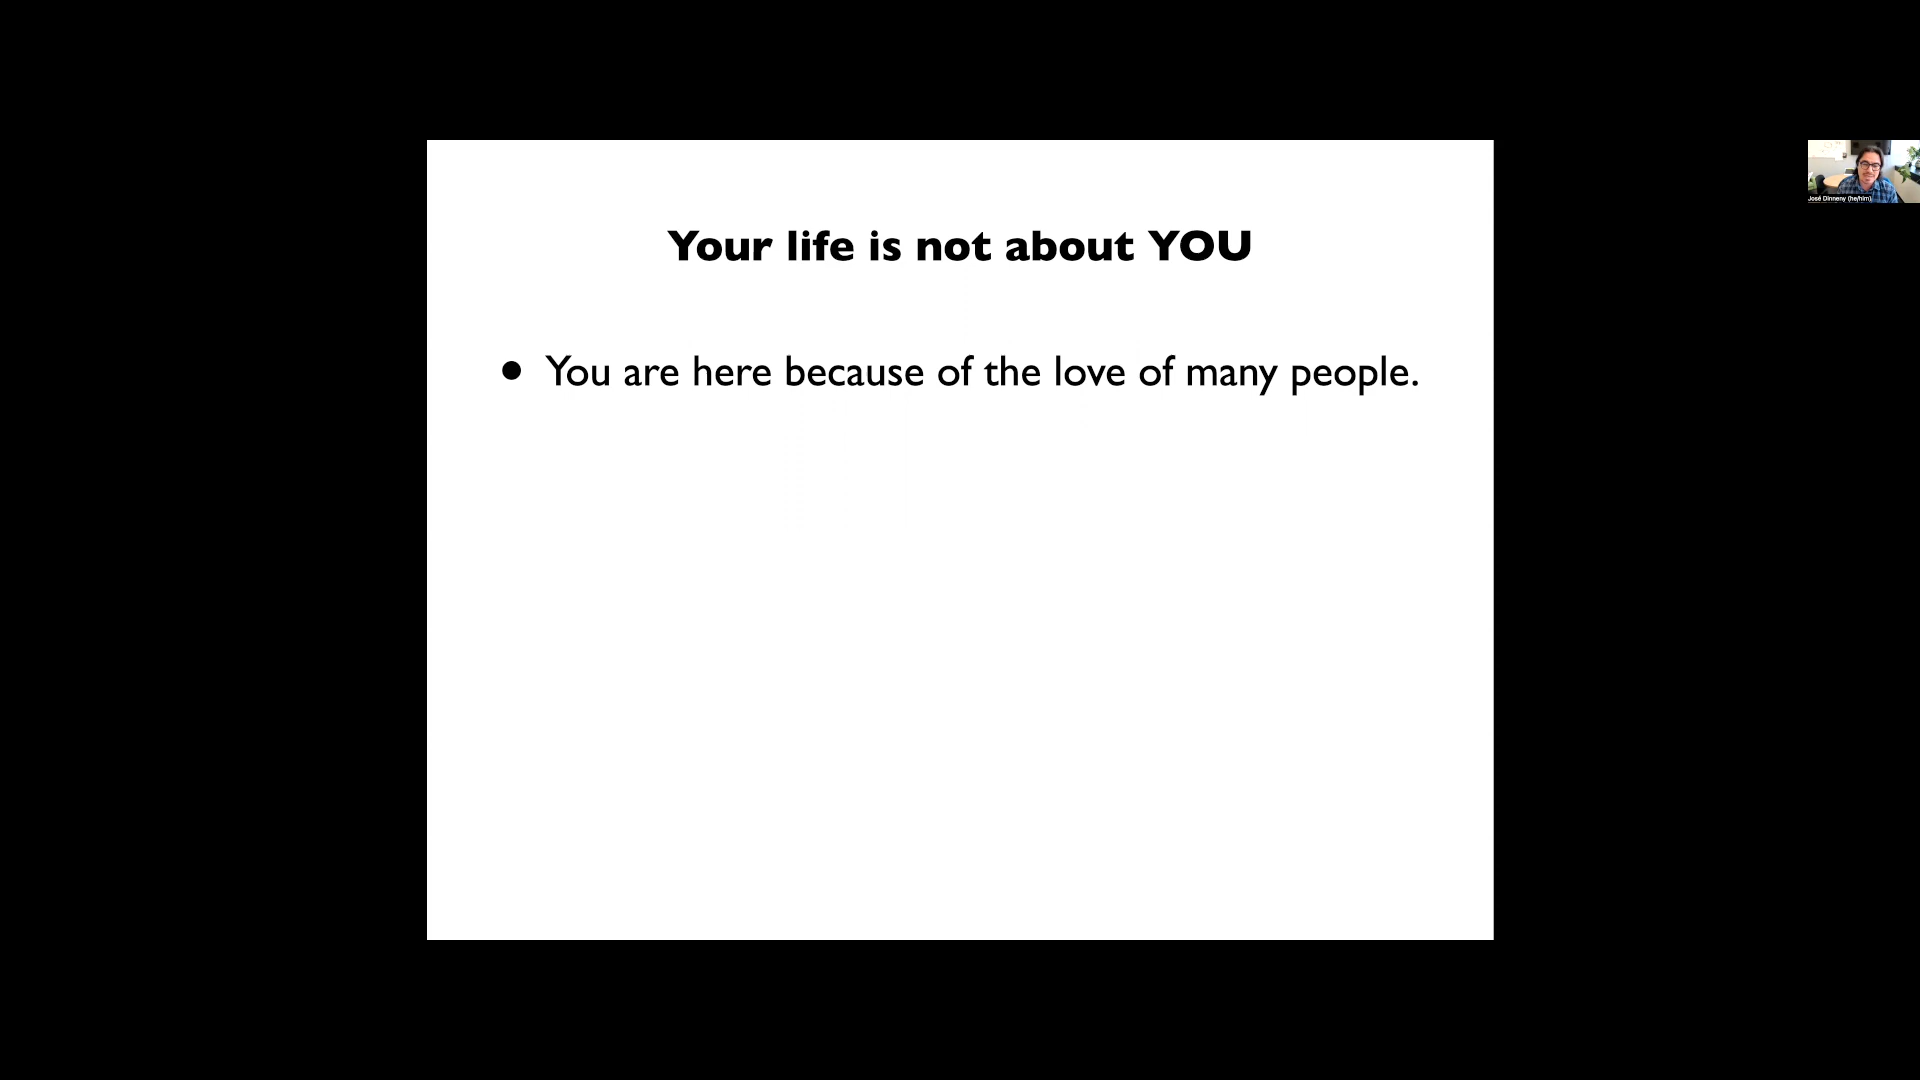 Your life is not about YOU
• You are here because of the love of many people.
José Dinneny (he/him)